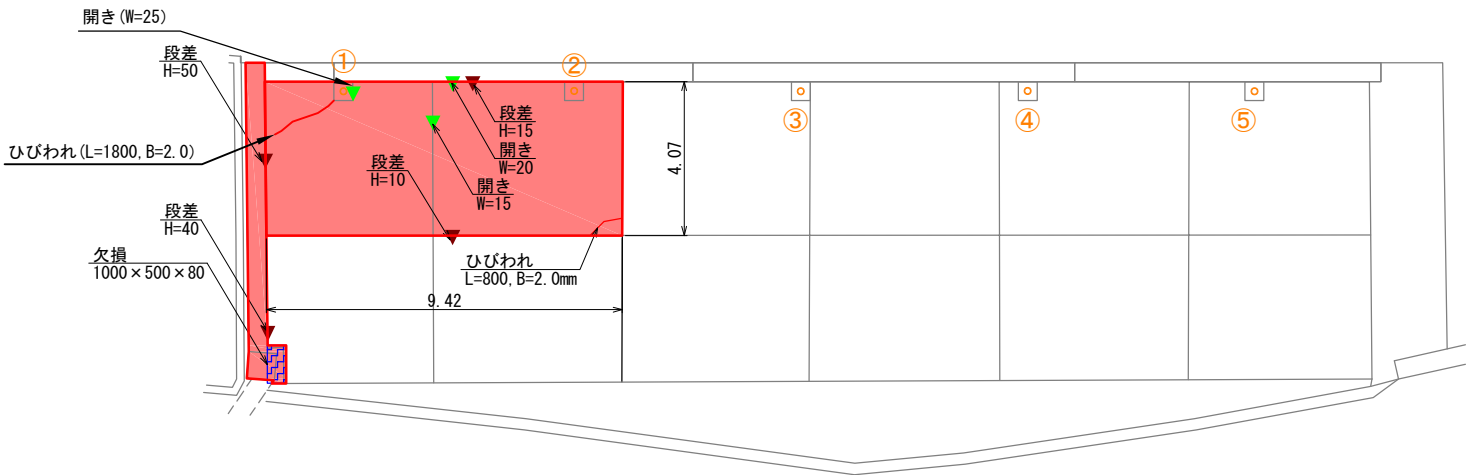 開き(W=25)
段差
H=50
①
②
段差
H=15
③
④
⑤
ひびわれ(L=1800,B=2.0)
開き
W=20
段差
H=10
4.07
開き
W=15
段差
H=40
欠損
1000×500×80
ひびわれ
L=800,B=2.0mm
9.42